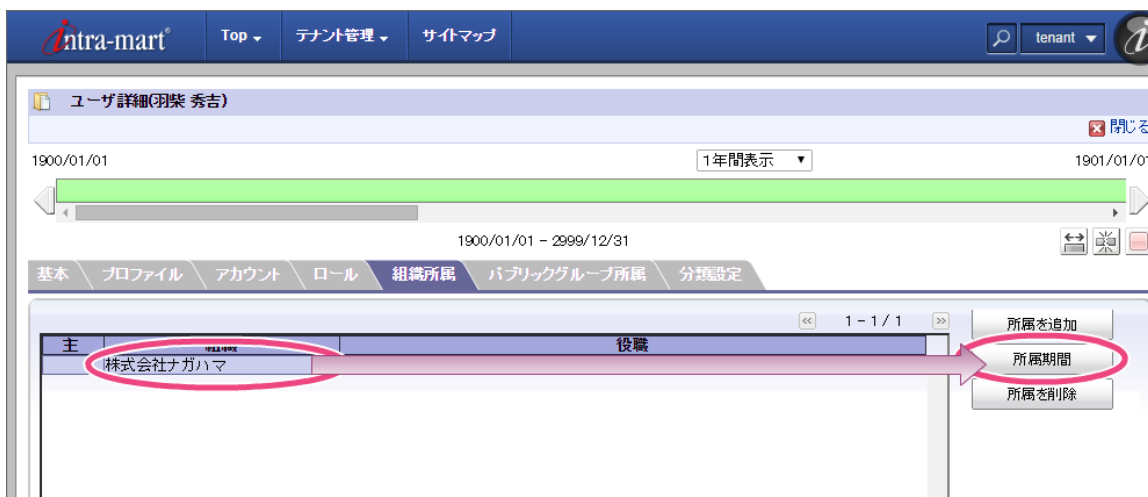 intra-mart® Top テナント管理 サイトマップ tenant
ユーザ詳細(羽柴 秀吉)
閉じる
1900/01/01 1年間表示 1901/01/01
1900/01/01 - 2999/12/31
基本 プロファイル アカウント ロール 組織所属 パブリックグループ所属 分類設定
1 - 1 / 1 所属を追加
主 組織 役職
株式会社ナガハマ 所属期間
所属を削除